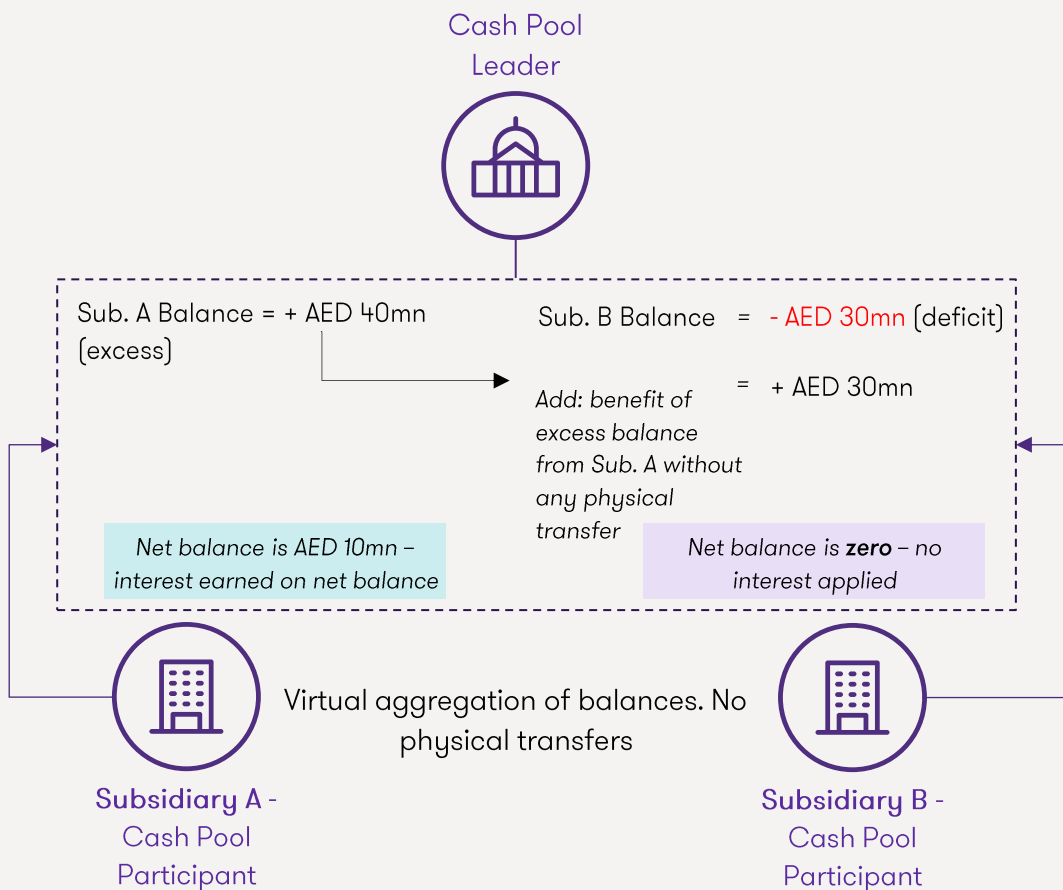 Cash Pool
Leader
Sub. A Balance = + AED 40mn
(excess)
Sub. B Balance = - AED 30mn (deficit)
= + AED 30mn
Add: benefit of
excess balance
from Sub. A without
any physical
transfer
Net balance is AED 10mn –
interest earned on net balance
Net balance is zero – no
interest applied
Virtual aggregation of balances. No
physical transfers
Subsidiary A -
Cash Pool
Participant
Subsidiary B -
Cash Pool
Participant